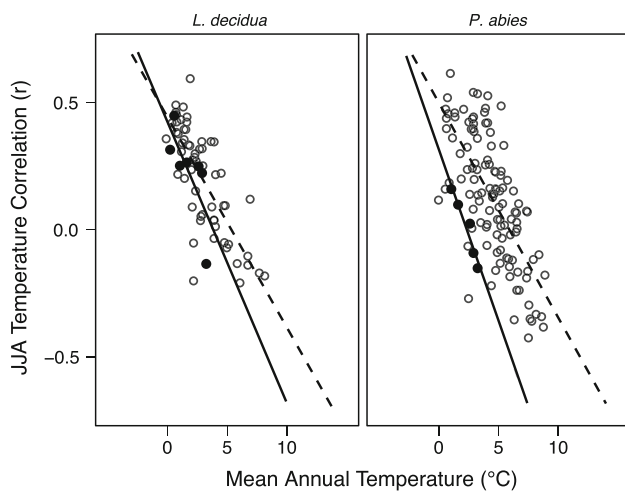 L. decidua
P. abies
JJA Temperature Correlation (r)
0.5
0.0
−0.5
0 5 10
0 5 10
Mean Annual Temperature (°C)